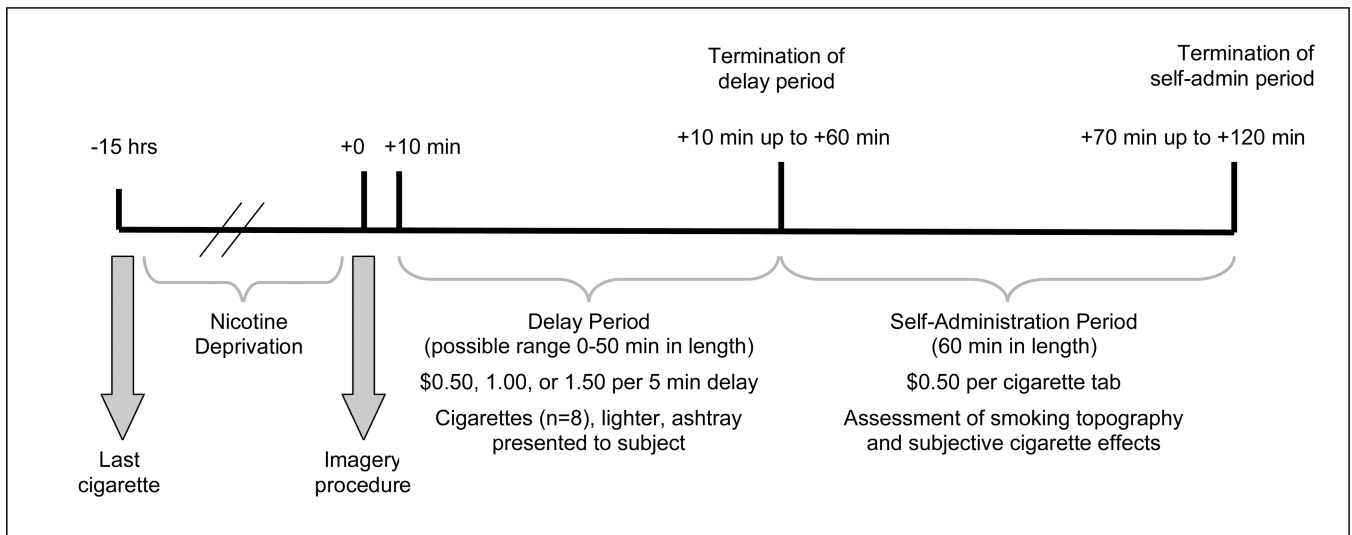 Termination of
delay period
Termination of
self-admin period
-15 hrs
+0
+10 min
+10 min up to +60 min
+70 min up to +120 min
Nicotine
Deprivation
Delay Period
(possible range 0-50 min in length)
$0.50, 1.00, or 1.50 per 5 min delay
Cigarettes (n=8), lighter, ashtray
presented to subject
Self-Administration Period
(60 min in length)
$0.50 per cigarette tab
Assessment of smoking topography
and subjective cigarette effects
Last
cigarette
Imagery
procedure